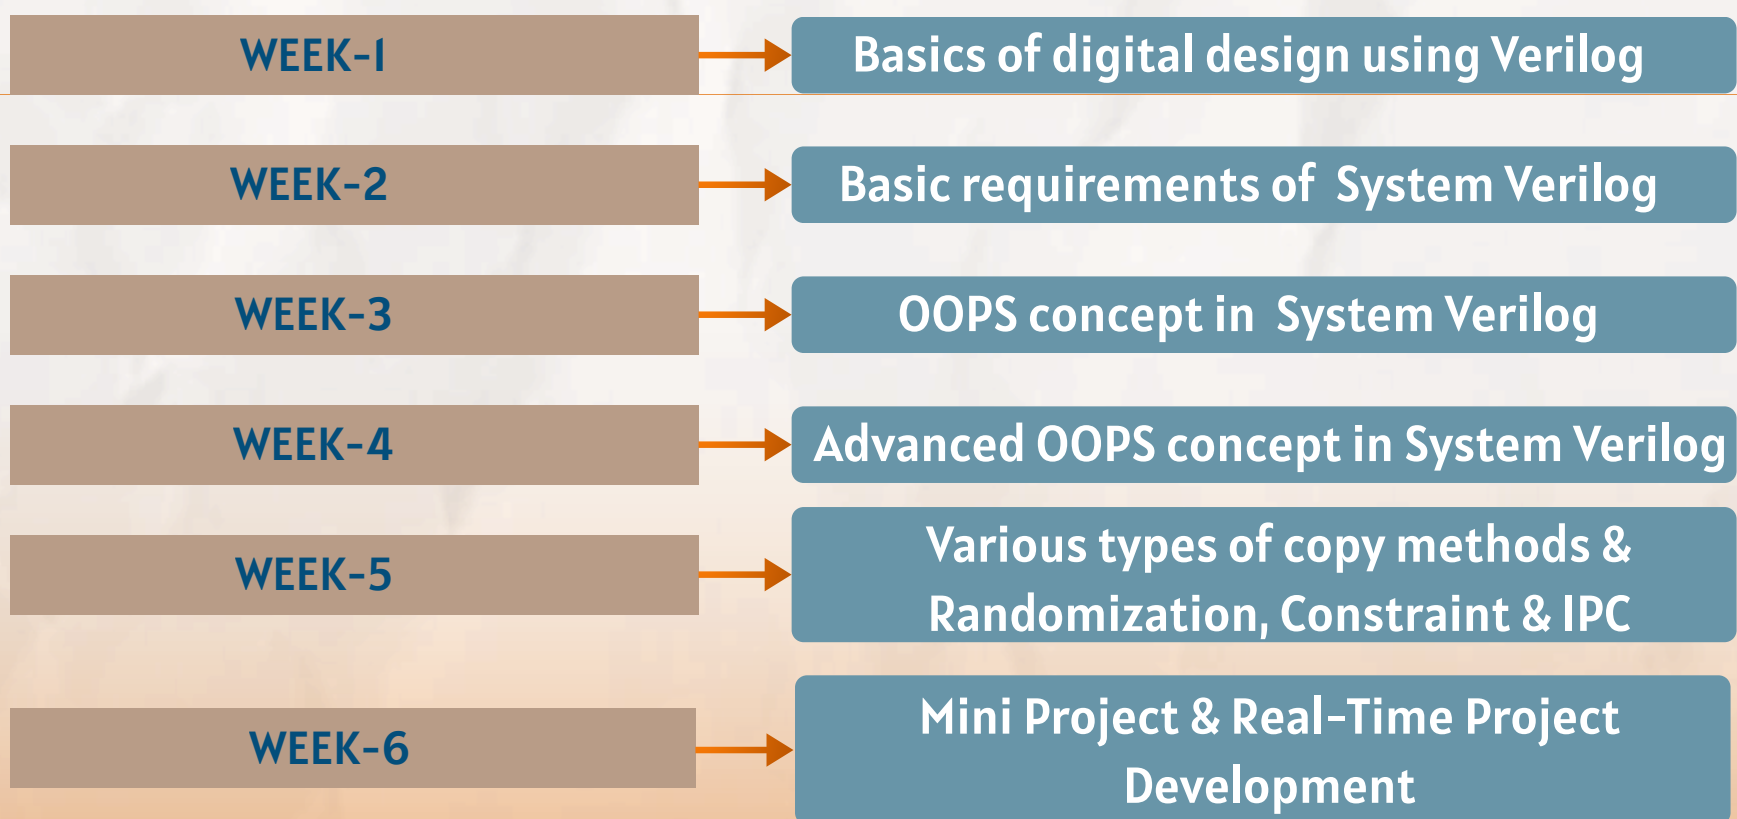 WEEK-1
Basics of digital design using Verilog
WEEK-2
Basic requirements of System Verilog
WEEK-3
OOPS concept in System Verilog
WEEK-4
Advanced OOPS concept in System Verilog
WEEK-5
Various types of copy methods &
Randomization, Constraint & IPC
WEEK-6
Mini Project & Real-Time Project
Development